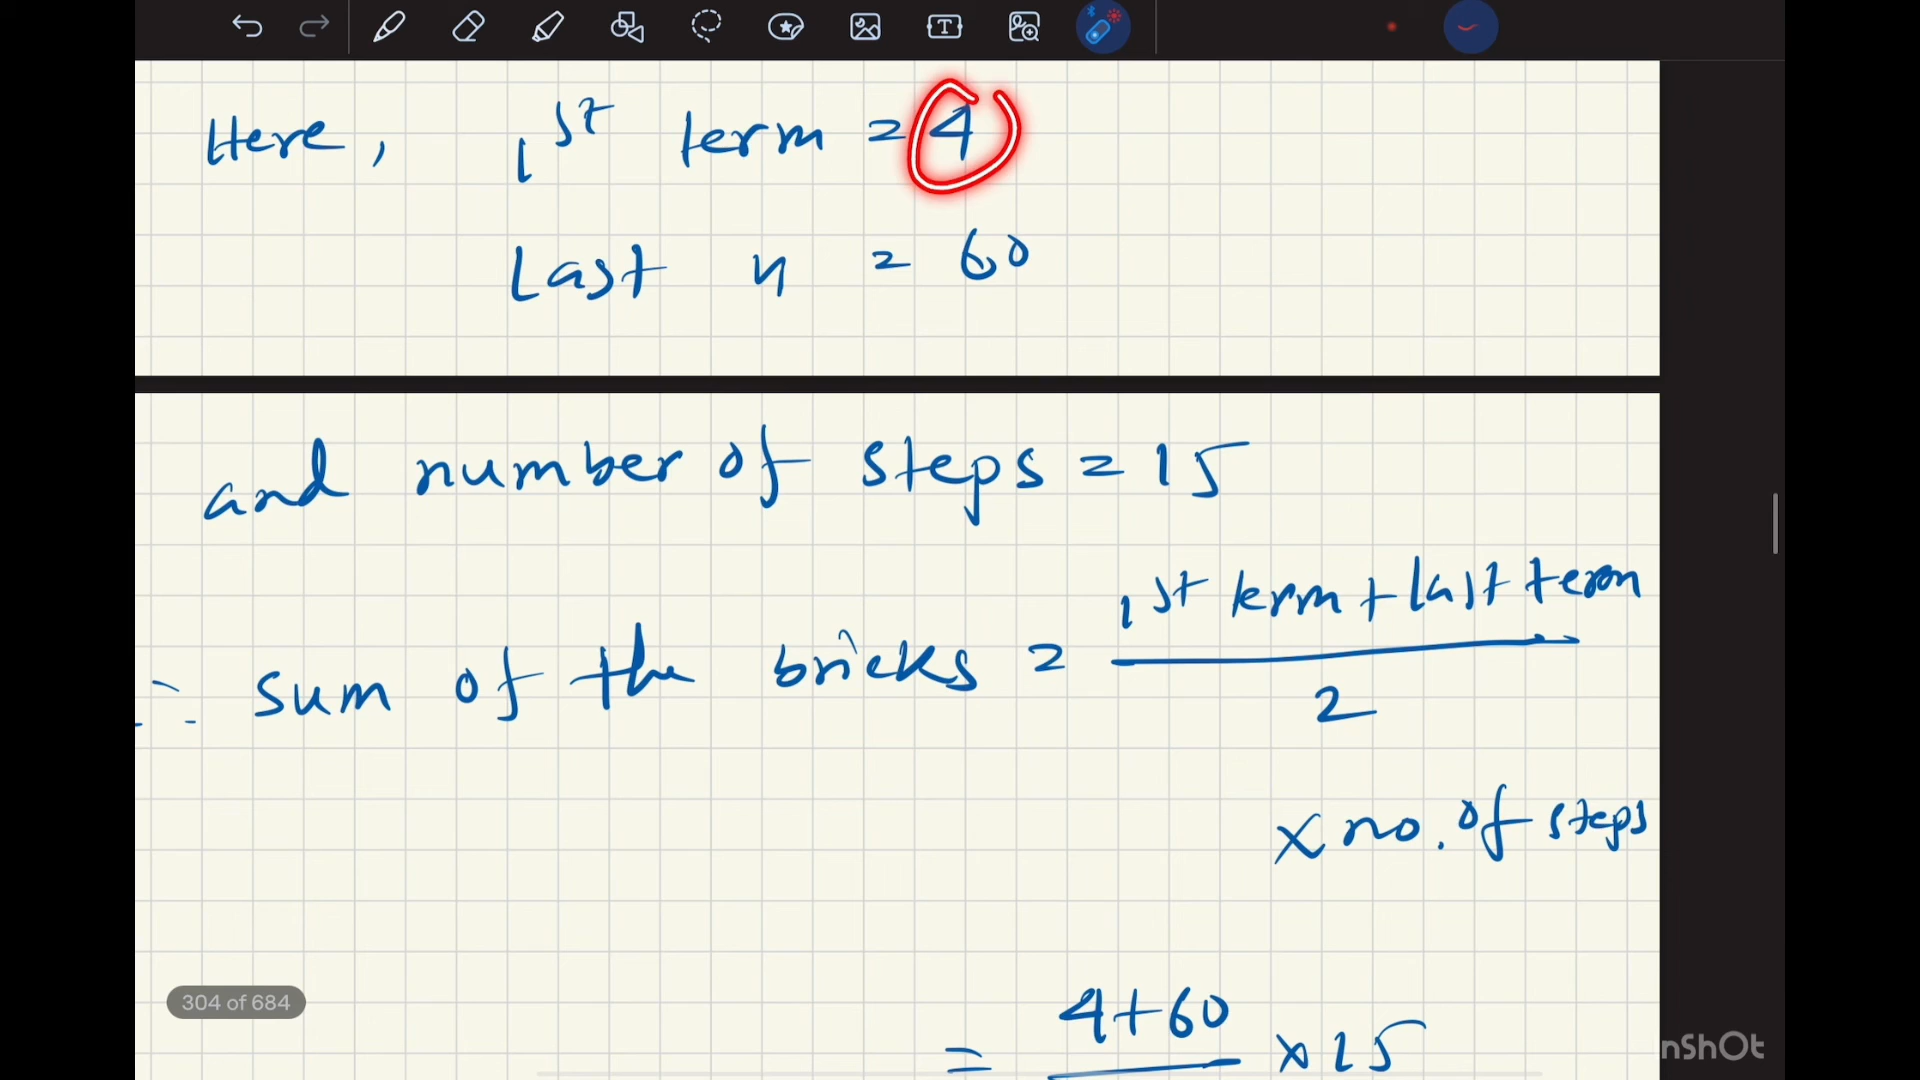 Here, 1st term = 4
Last " = 60
and number of steps = 15
∴ sum of the bricks = 1st term + last term
2
x no. of steps
304 of 684
4+60
= x 15
InShOt